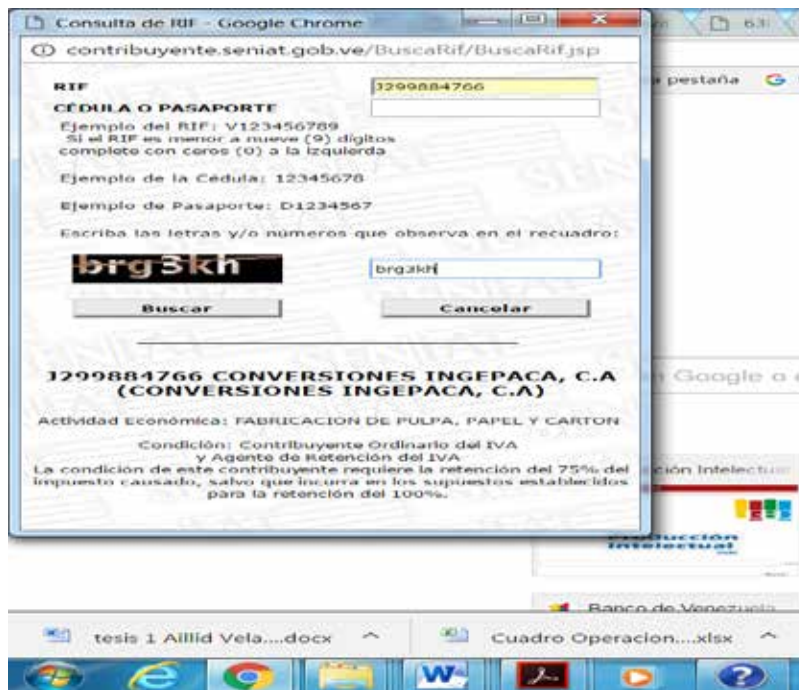 Consulta de RIF - Google Chrome
contribuyente.seniat.gob.ve/BuscaRif/BuscaRif.jsp
RIF
J299884766
CÉDULA O PASAPORTE
Ejemplo del RIF: V123456789
Si el RIF es menor a nueve (9) dígitos
complete con ceros (0) a la izquierda
Ejemplo de la Cédula: 12345678
Ejemplo de Pasaporte: D1234567
Escriba las letras y/o números que observa en el recuadro:
brg3kh
brg3kh
Buscar
Cancelar
J299884766 CONVERSIONES INGEPACA, C.A
(CONVERSIONES INGEPACA, C.A)
Actividad Económica: FABRICACION DE PULPA, PAPEL Y CARTON
Condición: Contribuyente Ordinario del IVA
y Agente de Retención del IVA
La condición de este contribuyente requiere la retención del 75% del
impuesto causado, salvo que incurra en los supuestos establecidos
para la retención del 100%.
63
a pestaña
n Google o
ción Intelectual
Producción
Intelectual
Banco de Venezuela
tesis 1 Aillid Vela....docx
Cuadro Operacion....xlsx